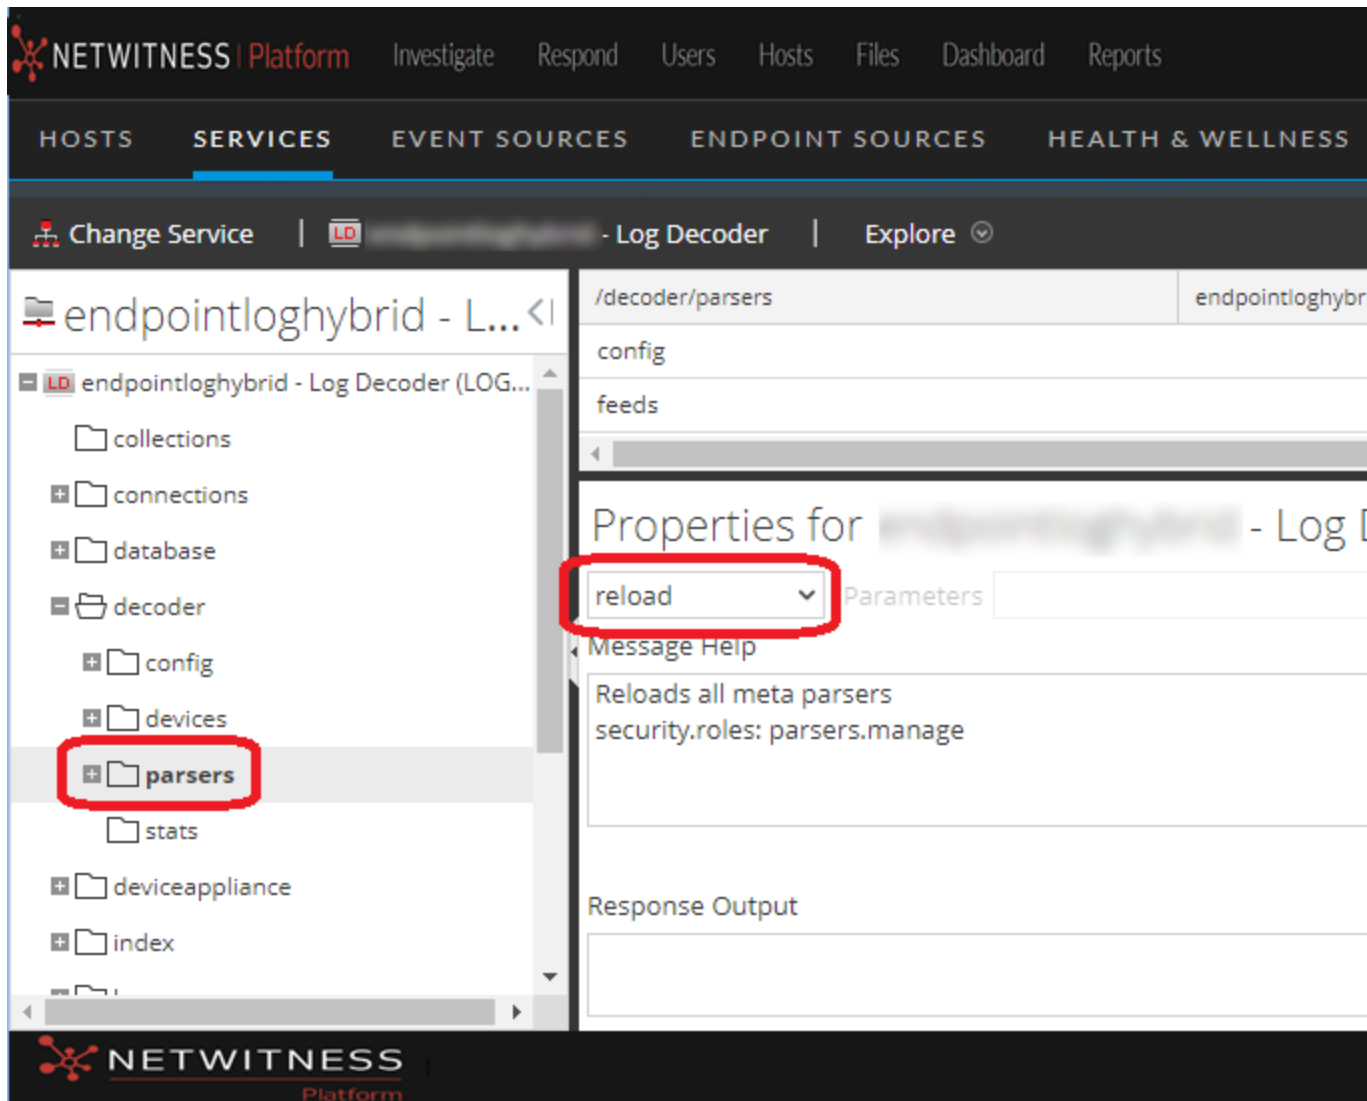 NETWITNESS Platform Investigate Respond Users Hosts Files Dashboard Reports
HOSTS SERVICES EVENT SOURCES ENDPOINT SOURCES HEALTH & WELLNESS
Change Service | LD - Log Decoder | Explore
endpointloghybrid - L...
/decoder/parsers endpointloghybr
config
feeds
LD endpointloghybrid - Log Decoder (LOG...
collections
connections
database
decoder
config
devices
parsers
stats
deviceappliance
index
Properties for - Log D
reload Parameters
Message Help
Reloads all meta parsers
security.roles: parsers.manage
Response Output
NETWITNESS
Platform